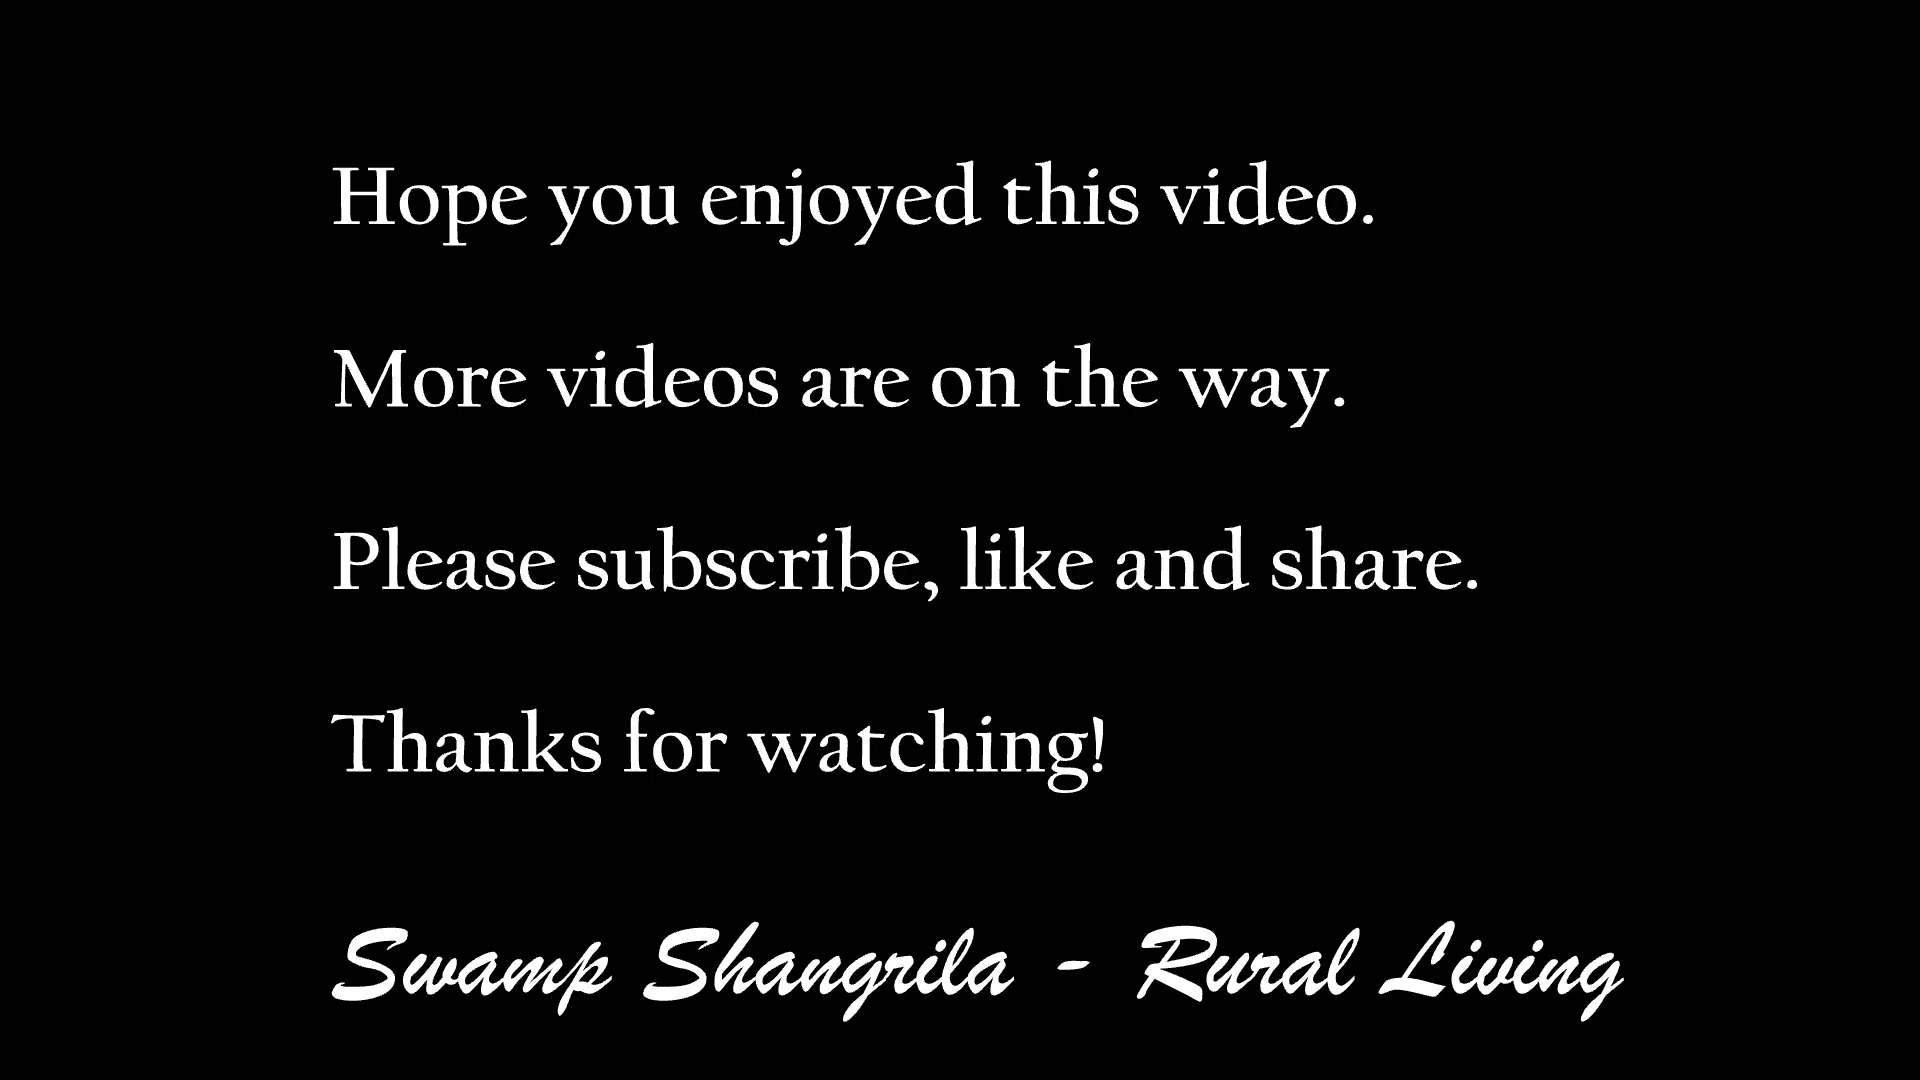 Hope you enjoyed this video.
More videos are on the way.
Please subscribe, like and share.
Thanks for watching!
Swamp Shangrila - Rural Living